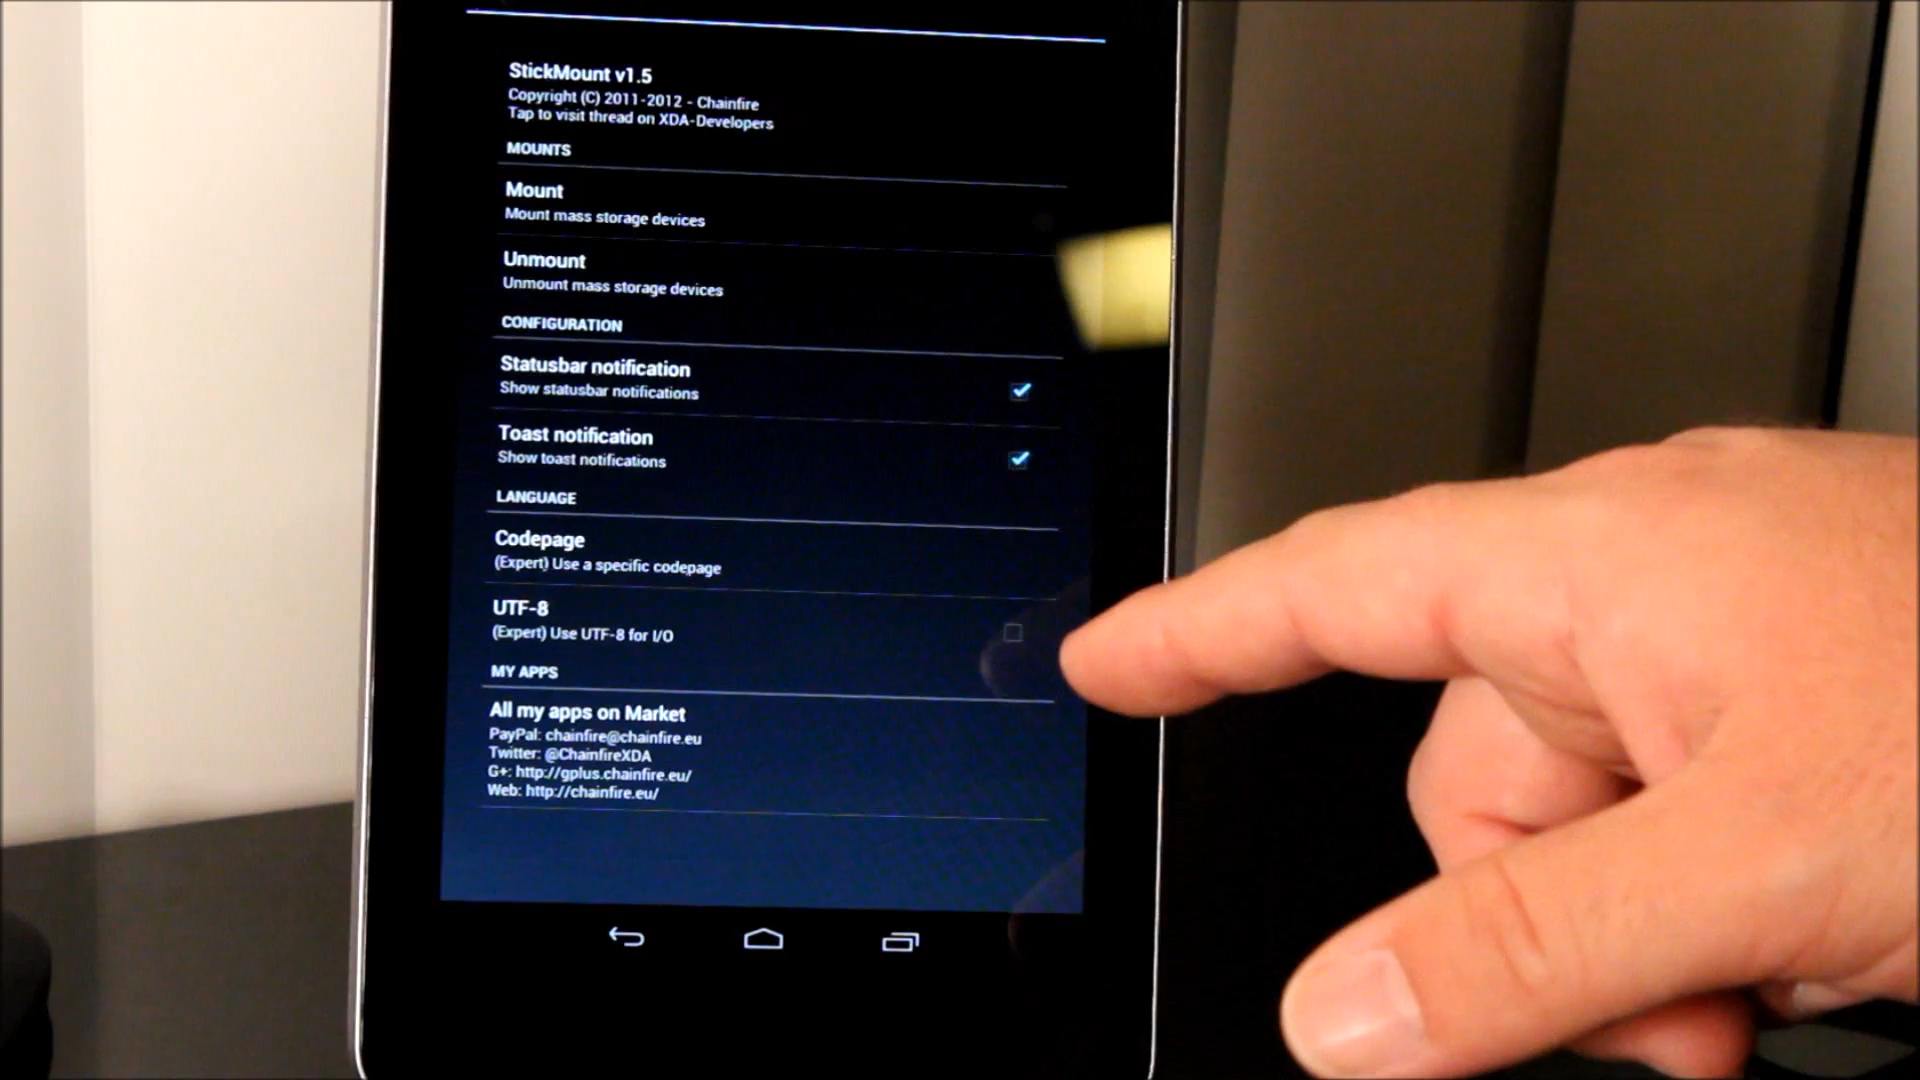 StickMount v1.5
Copyright (C) 2011-2012 - Chainfire
Tap to visit thread on XDA-Developers
MOUNTS
Mount
Mount mass storage devices
Unmount
Unmount mass storage devices
CONFIGURATION
Statusbar notification
Show statusbar notifications
Toast notification
Show toast notifications
LANGUAGE
Codepage
(Expert) Use a specific codepage
UTF-8
(Expert) Use UTF-8 for I/O
MY APPS
All my apps on Market
PayPal: chainfire@chainfire.eu
Twitter: @ChainfireXDA
G+: http://gplus.chainfire.eu/
Web: http://chainfire.eu/